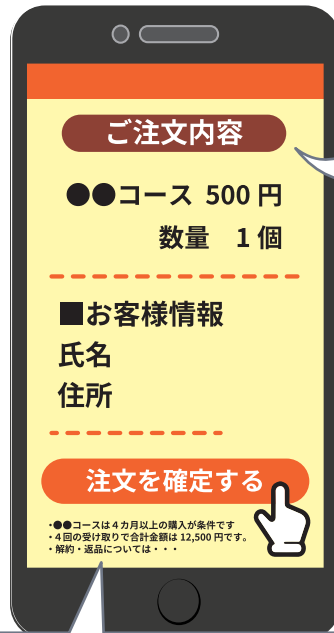 ご注文内容
●●コース 500 円
数量 1 個
■お客様情報
氏名
住所
注文を確定する
・●●コースは４カ月以上の購入が条件です
・４回の受け取りで合計金額は 12,500 円です。
・解約・返品については・・・